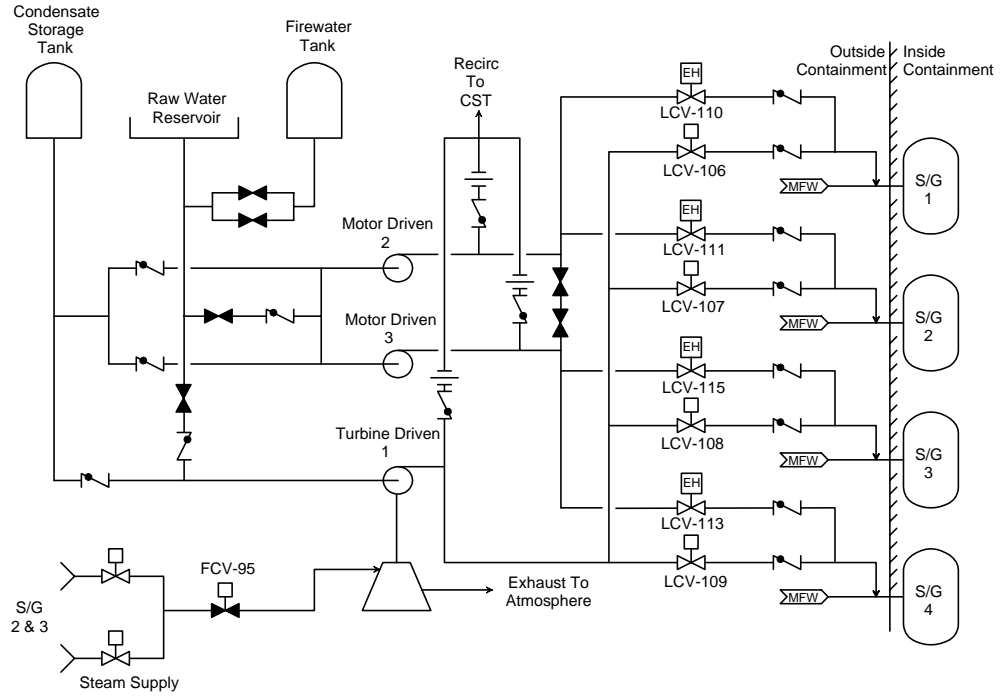 Condensate
Storage
Tank
Firewater
Tank
Raw Water
Reservoir
Recirc
To
CST
Outside
Containment
Inside
Containment
EH
LCV-110
LCV-106
MFW
S/G
1
Motor Driven
2
EH
LCV-111
LCV-107
MFW
S/G
2
Motor Driven
3
EH
LCV-115
LCV-108
MFW
S/G
3
Turbine Driven
1
EH
LCV-113
LCV-109
MFW
S/G
4
FCV-95
Exhaust To
Atmosphere
S/G
2 & 3
Steam Supply